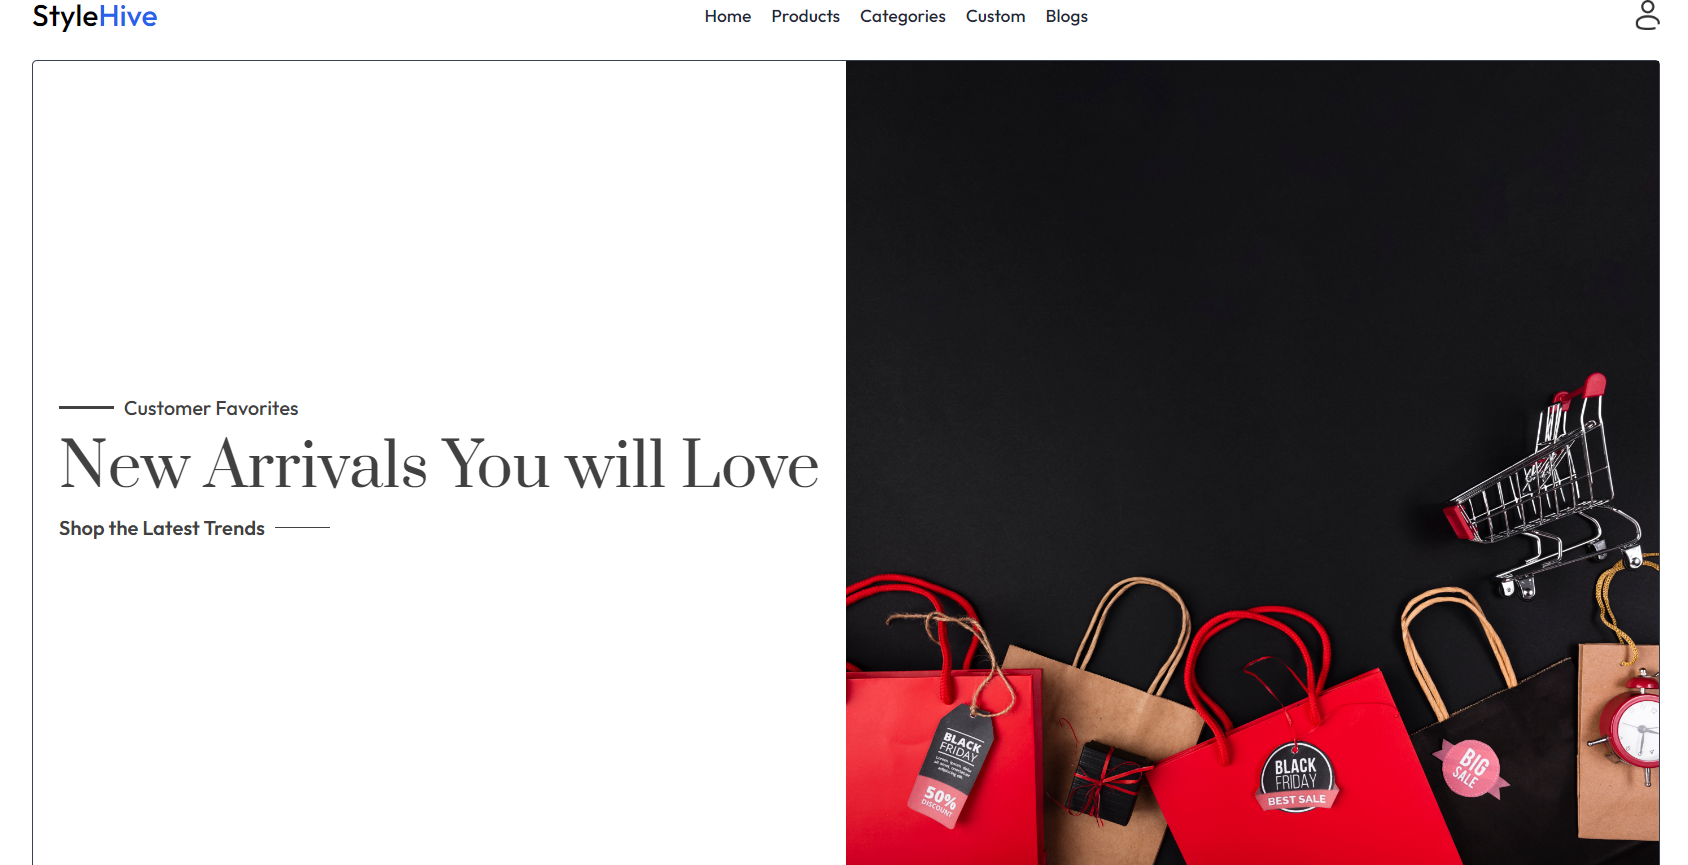 StyleHive
Home Products Categories Custom Blogs
Customer Favorites
New Arrivals You will Love
Shop the Latest Trends
BLACK
FRIDAY
50%
DISCOUNT
BLACK
FRIDAY
BEST SALE
BIG
SALE